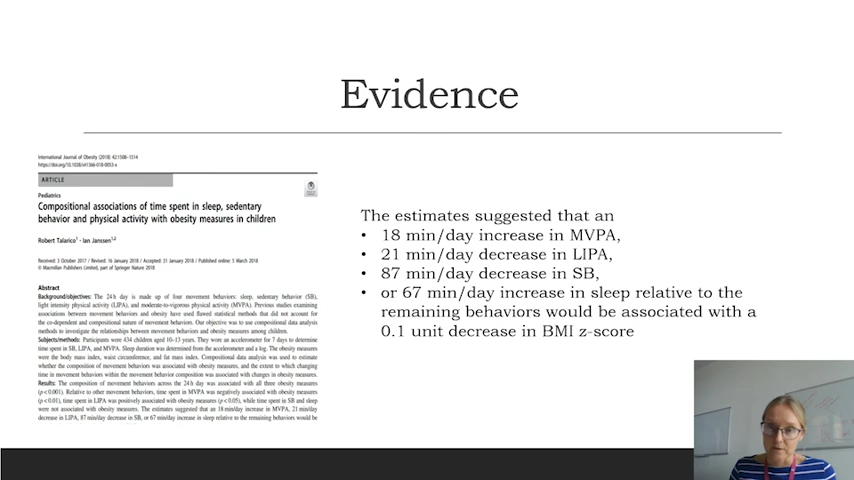 Evidence
International Journal of Obesity (2018) 42:1508–1514
ARTICLE
Pediatrics
Compositional associations of time spent in sleep, sedentary
behavior and physical activity with obesity measures in children
Robert Talarico1 · Ian Janssen1,2
Received: 3 October 2017 / Revised: 16 January 2018 / Accepted: 31 January 2018 / Published online: 5 March 2018
© Macmillan Publishers Limited, part of Springer Nature 2018
Abstract
Background/objectives: The 24 h day is made up of four movement behaviors: sleep, sedentary behavior (SB),
light intensity physical activity (LIPA), and moderate-to-vigorous physical activity (MVPA). Previous studies examining
associations between movement behaviors and obesity have used flawed statistical methods that did not account for
the co-dependent and compositional nature of movement behaviors. Our objective was to use compositional data analysis
methods to investigate the relationships between movement behaviors and obesity measures among children.
Subjects/methods: Participants were 434 children aged 10–13 years. They wore an accelerometer for 7 days to determine
time spent in SB, LIPA, and MVPA. Sleep duration was determined from the accelerometer and a log. The obesity measures
were the body mass index, waist circumference, and fat mass index. Compositional data analysis was used to estimate
whether the composition of movement behaviors was associated with obesity measures, and the extent to which changing
time in movement behaviors within the movement behavior composition was associated with changes in obesity measures.
Results: The composition of movement behaviors across the 24 h day was associated with all three obesity measures
(p < 0.001). Relative to other movement behaviors, time spent in MVPA was negatively associated with obesity measures
(p < 0.01), time spent in LIPA was positively associated with obesity measures (p < 0.05), while time spent in SB and sleep
were not associated with obesity measures. The estimates suggested that an 18 min/day increase in MVPA, 21 min/day
decrease in LIPA, 87 min/day decrease in SB, or 67 min/day increase in sleep relative to the remaining behaviors would be
The estimates suggested that an
• 18 min/day increase in MVPA,
• 21 min/day decrease in LIPA,
• 87 min/day decrease in SB,
• or 67 min/day increase in sleep relative to the
remaining behaviors would be associated with a
0.1 unit decrease in BMI z-score